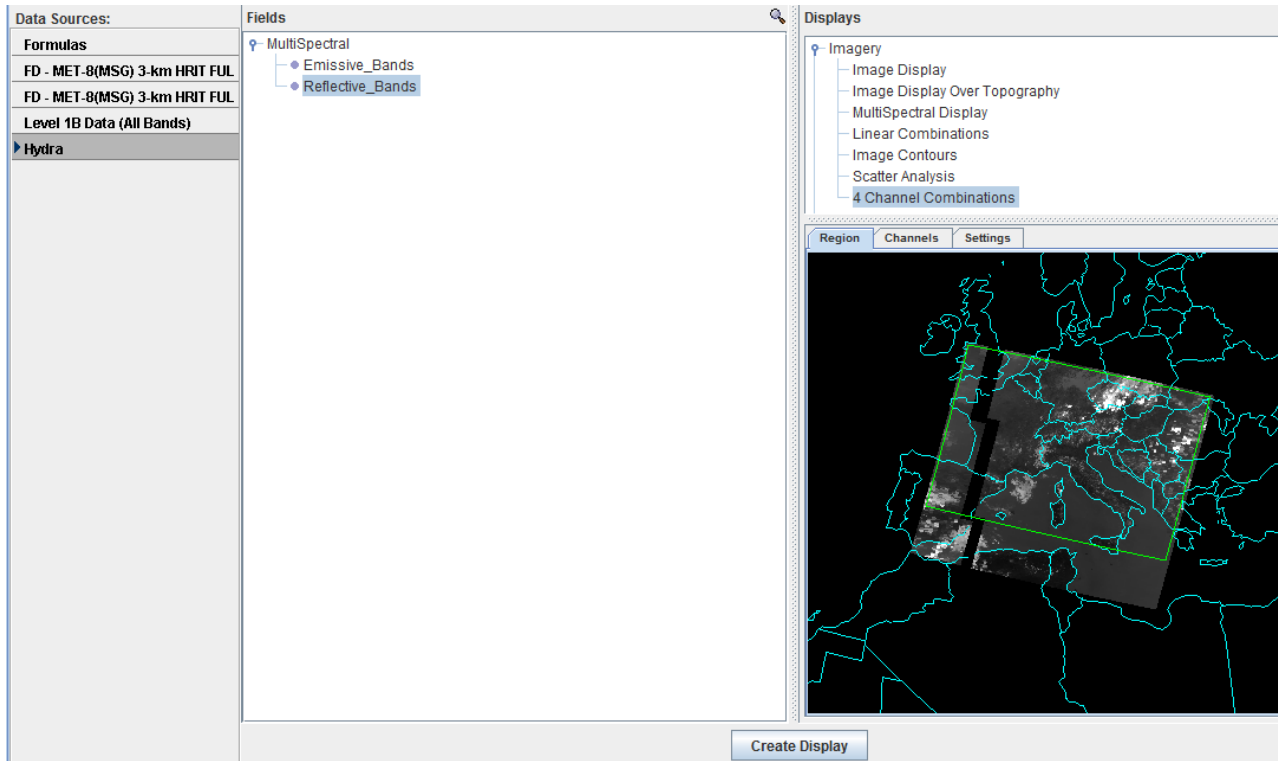 Data Sources:
Formulas
FD - MET-8(MSG) 3-km HRIT FUL
FD - MET-8(MSG) 3-km HRIT FUL
Level 1B Data (All Bands)
Hydra
Fields
MultiSpectral
Emissive_Bands
Reflective_Bands
Displays
Imagery
Image Display
Image Display Over Topography
MultiSpectral Display
Linear Combinations
Image Contours
Scatter Analysis
4 Channel Combinations
Region Channels Settings
Create Display